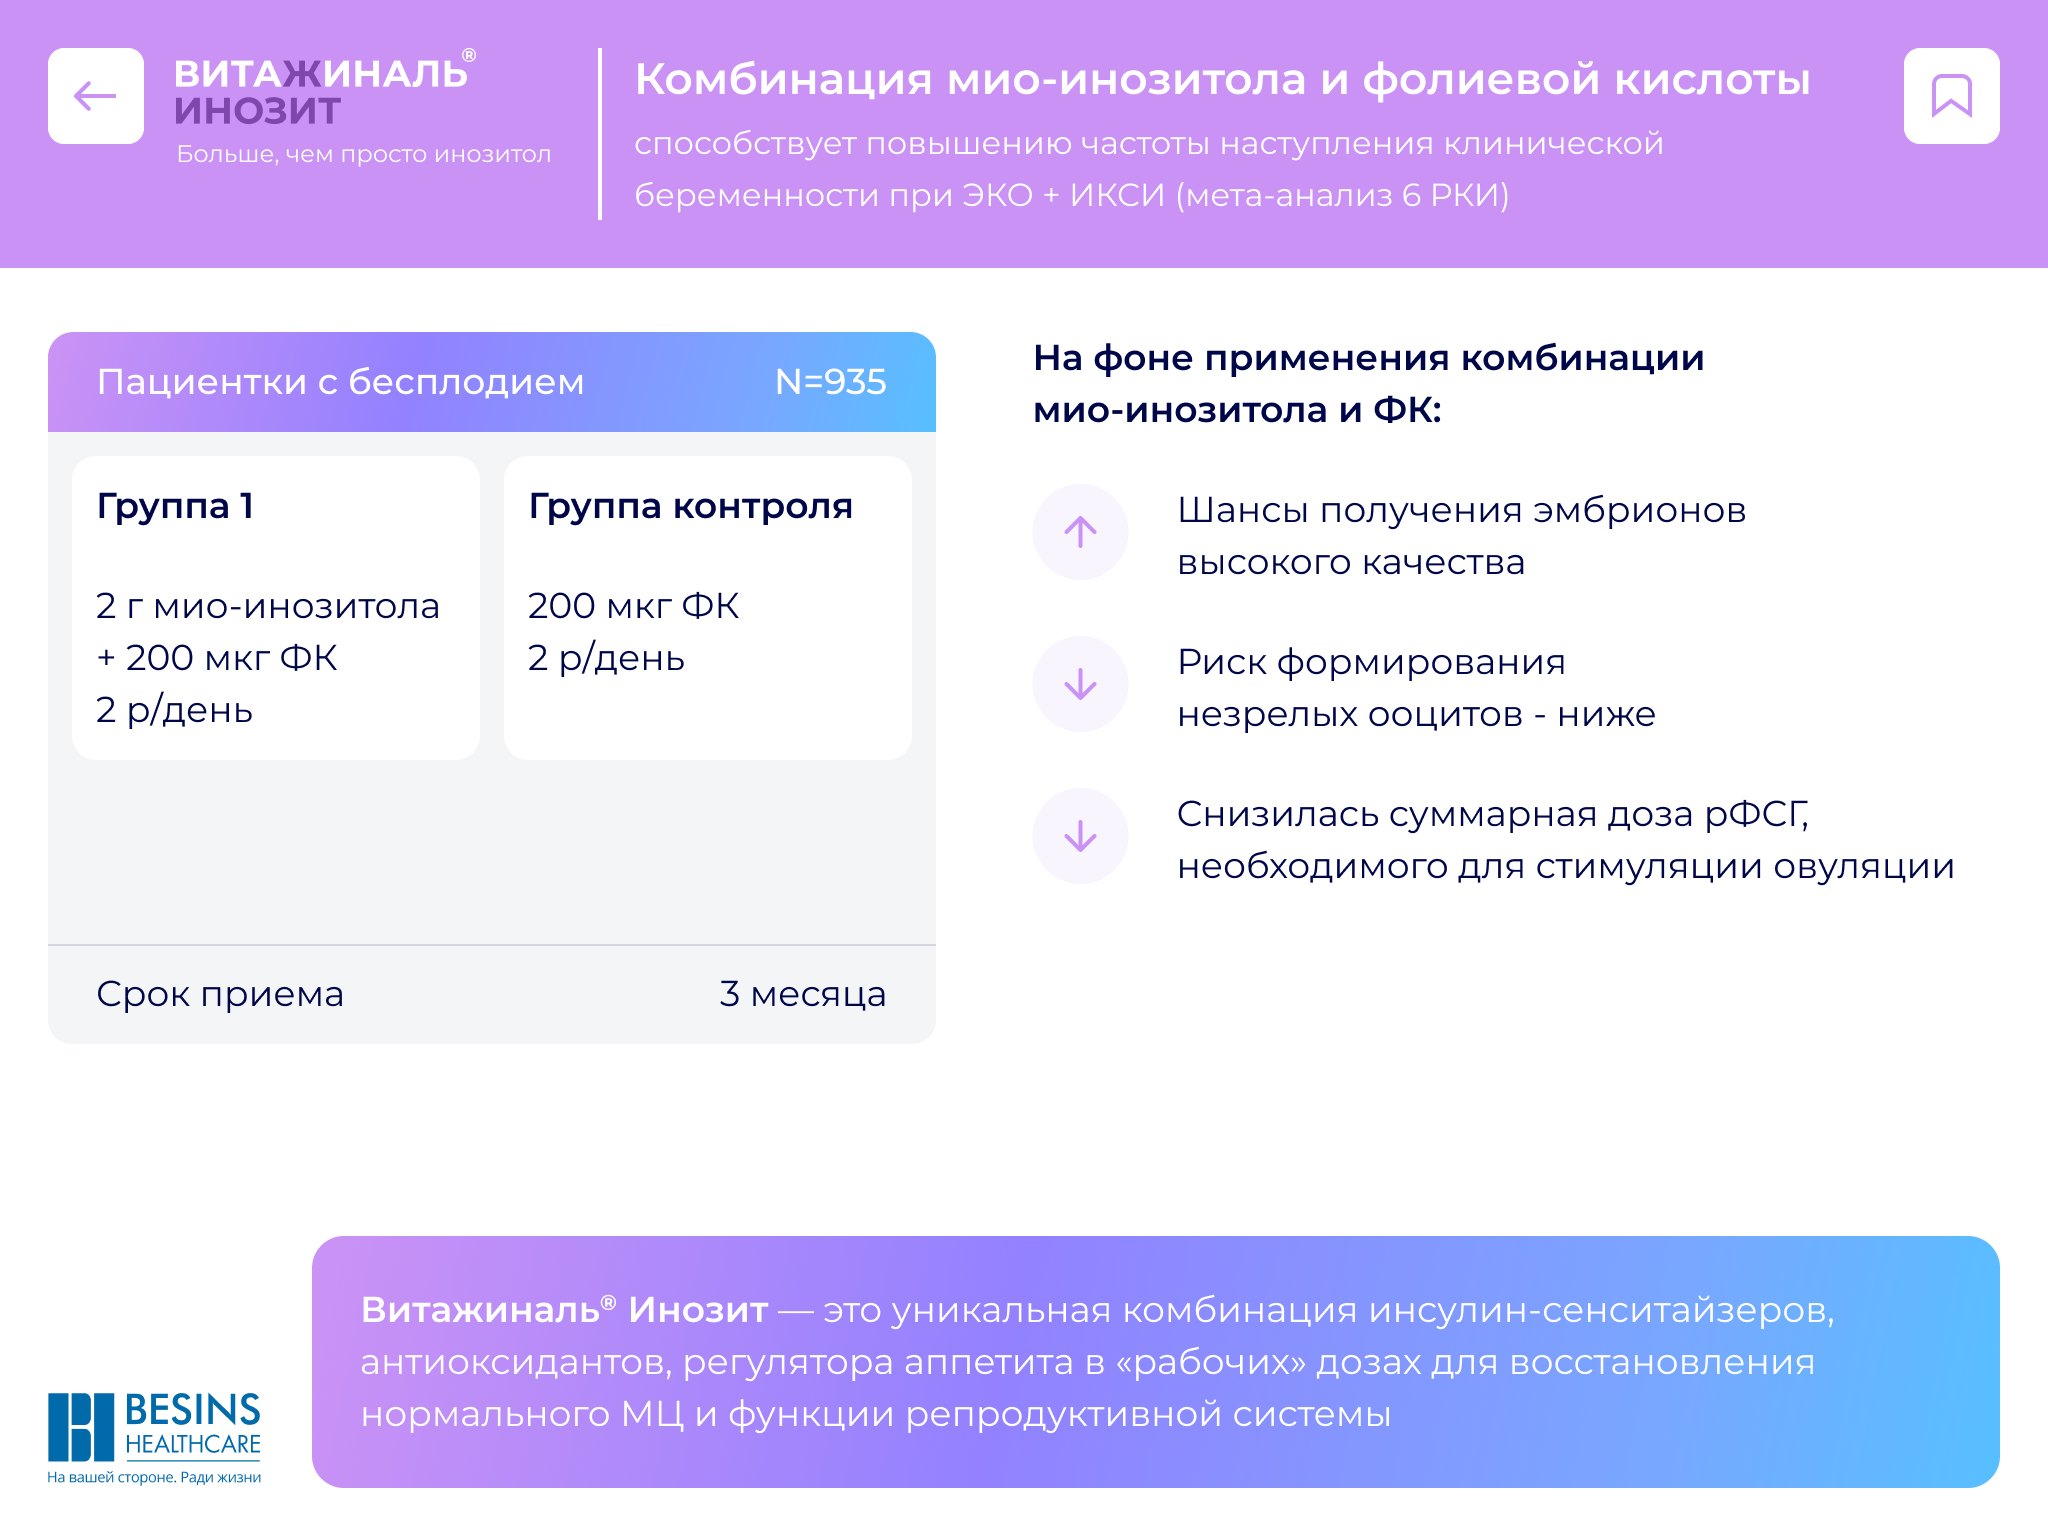 ВИТАЖИНАЛЬ®
ИНОЗИТ
Больше, чем просто инозитол
Комбинация мио-инозитола и фолиевой кислоты
способствует повышению частоты наступления клинической
беременности при ЭКО + ИКСИ (мета-анализ 6 РКИ)
Пациентки с бесплодием N=935
Группа 1
2 г мио-инозитола
+ 200 мкг ФК
2 р/день
Группа контроля
200 мкг ФК
2 р/день
Срок приема 3 месяца
На фоне применения комбинации
мио-инозитола и ФК:
Шансы получения эмбрионов
высокого качества
Риск формирования
незрелых ооцитов - ниже
Снизилась суммарная доза рФСГ,
необходимого для стимуляции овуляции
Витажиналь® Инозит — это уникальная комбинация инсулин-сенситайзеров,
антиоксидантов, регулятора аппетита в «рабочих» дозах для восстановления
нормального МЦ и функции репродуктивной системы
BESINS
HEALTHCARE
На вашей стороне. Ради жизни